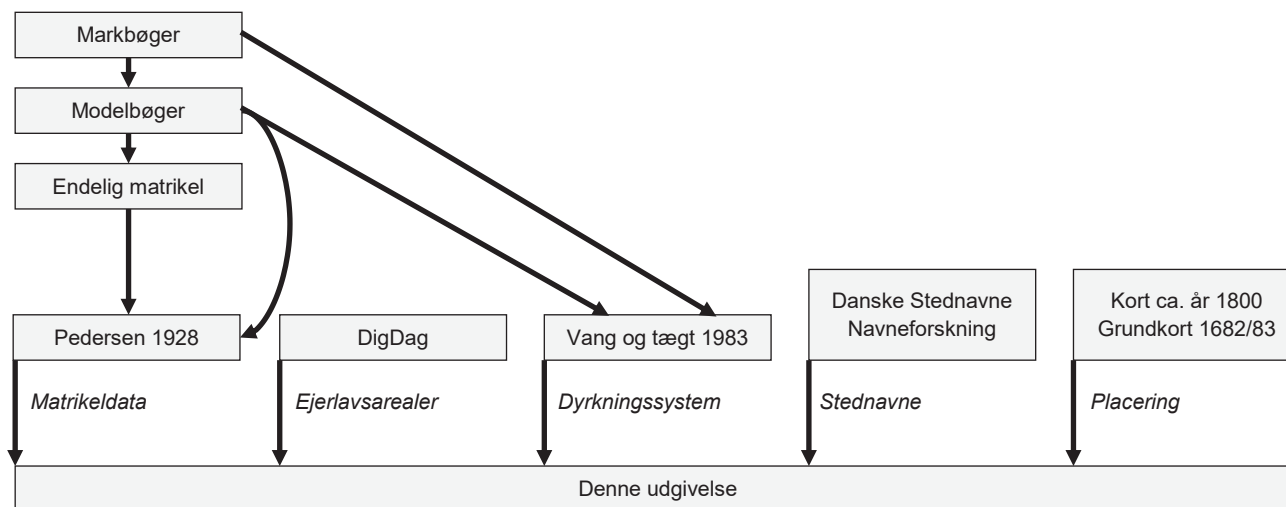 Markbøger
Modelbøger
Endelig matrikel
Pedersen 1928
DigDag
Vang og tægt 1983
Danske Stednavne
Navneforskning
Kort ca. år 1800
Grundkort 1682/83
Matrikeldata
Ejerlavsarealer
Dyrkningssystem
Stednavne
Placering
Denne udgivelse